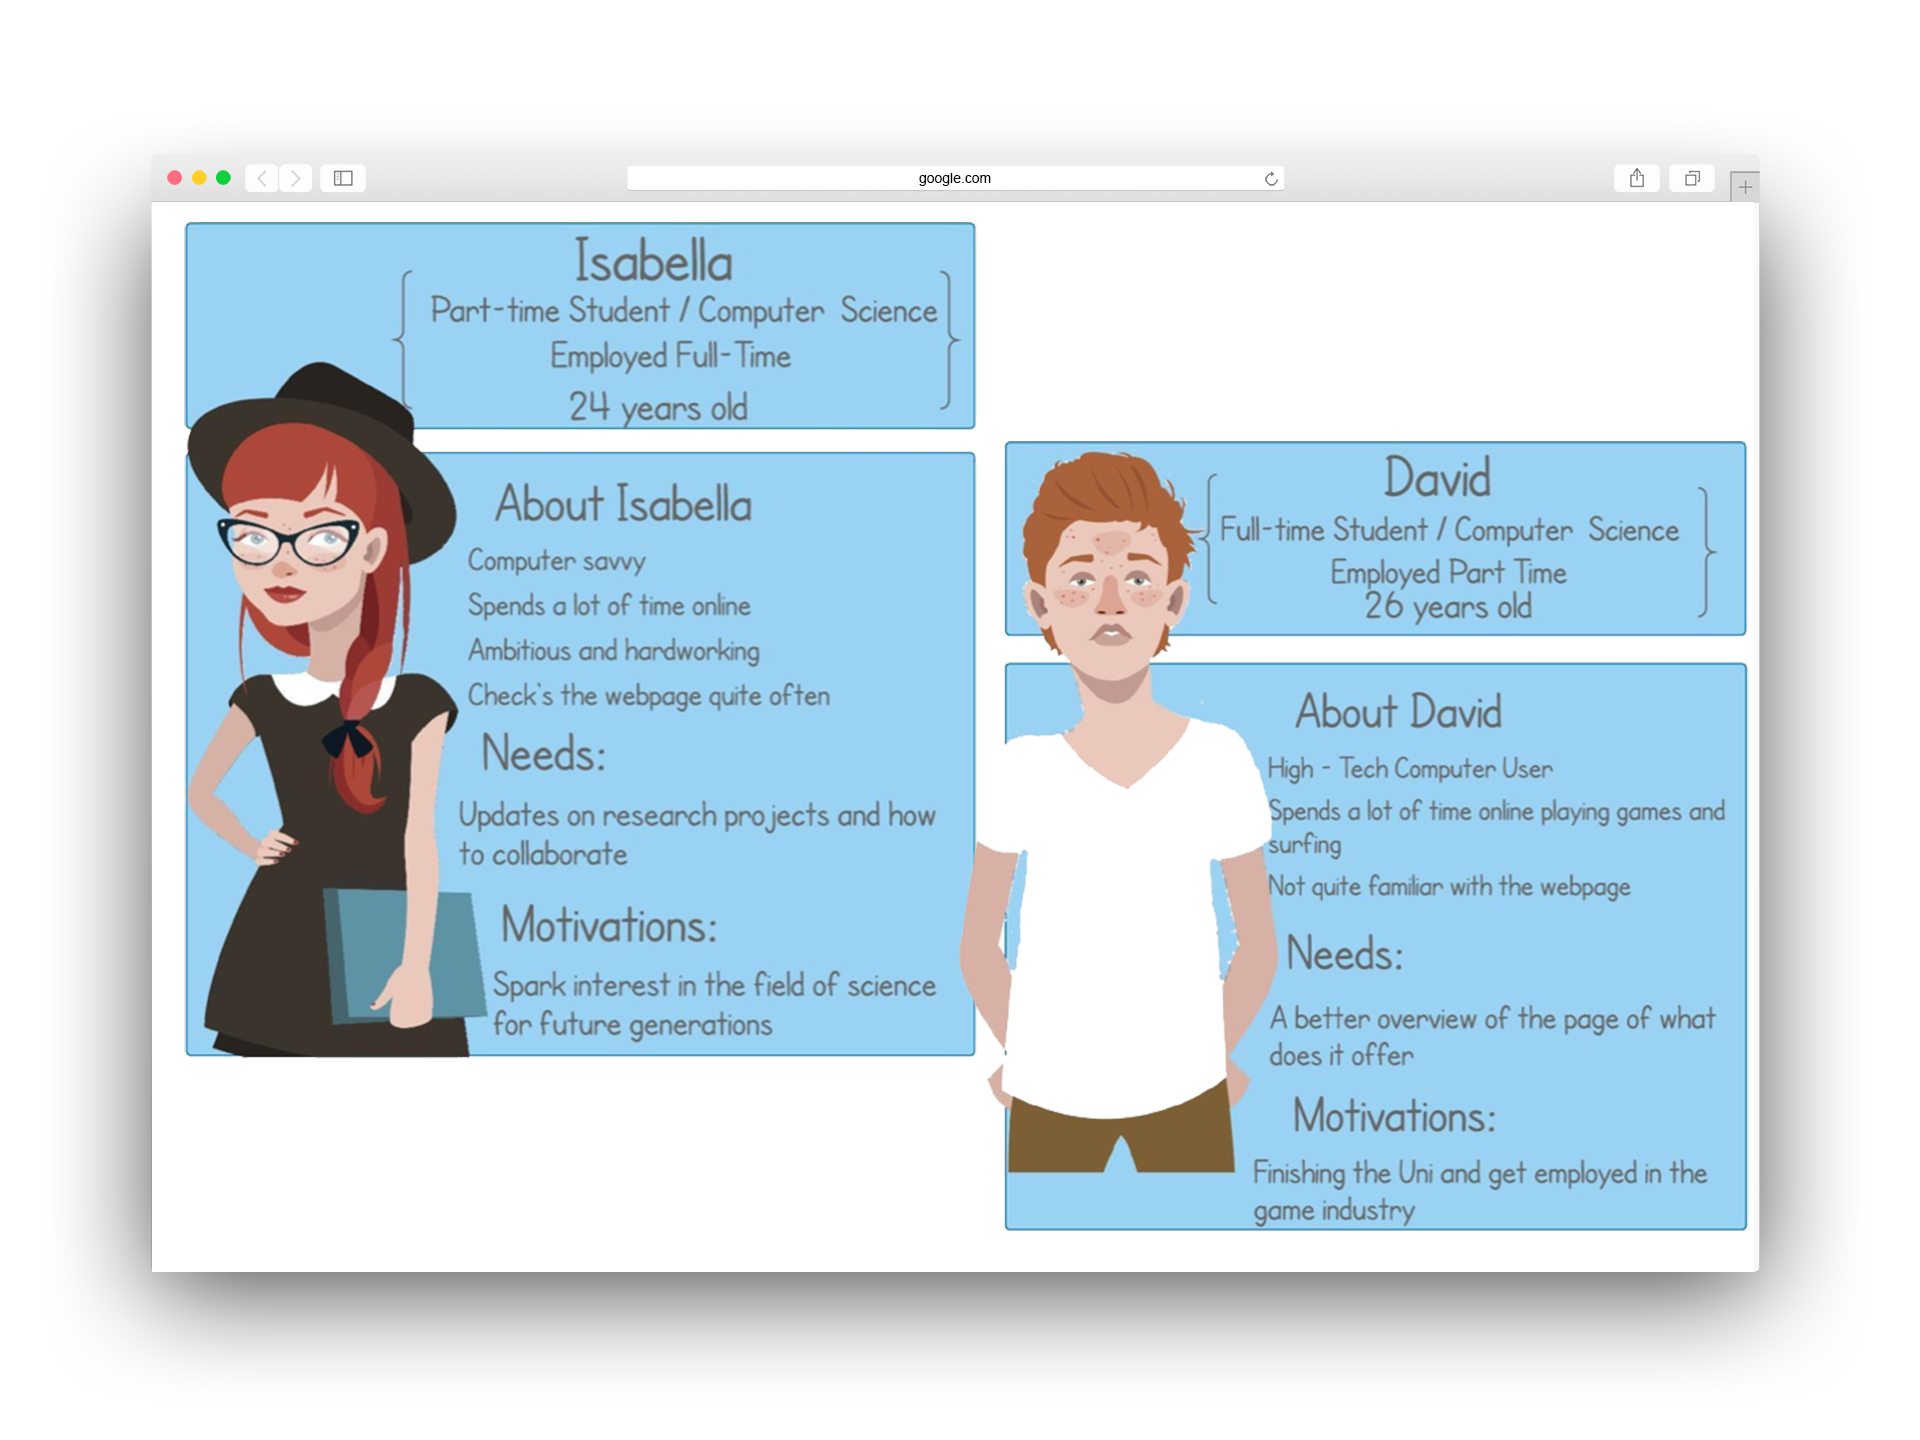 google.com
Isabella
Part-time Student / Computer Science
Employed Full-Time
24 years old
About Isabella
Computer savvy
Spends a lot of time online
Ambitious and hardworking
Check`s the webpage quite often
Needs:
Updates on research projects and how
to collaborate
Motivations:
Spark interest in the field of science
for future generations
David
Full-time Student / Computer Science
Employed Part Time
26 years old
About David
High - Tech Computer User
Spends a lot of time online playing games and
surfing
Not quite familiar with the webpage
Needs:
A better overview of the page of what
does it offer
Motivations:
Finishing the Uni and get employed in the
game industry